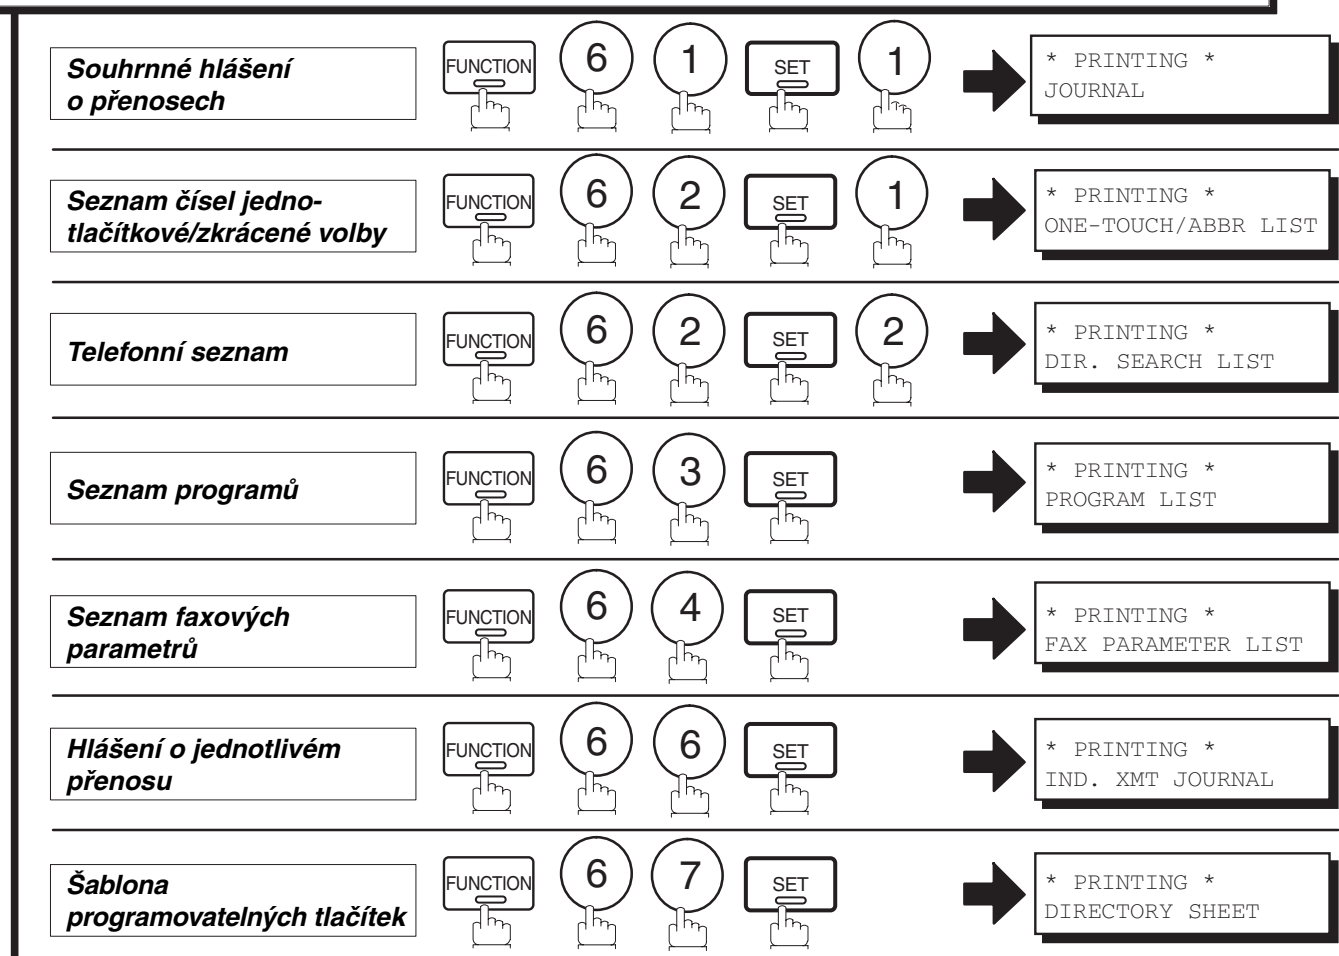 Souhrnné hlášení
o přenosech
FUNCTION 6 1 SET 1
* PRINTING *
JOURNAL
Seznam čísel jedno-
tlačítkové/zkrácené volby
FUNCTION 6 2 SET 1
* PRINTING *
ONE-TOUCH/ABBR LIST
Telefonní seznam
FUNCTION 6 2 SET 2
* PRINTING *
DIR. SEARCH LIST
Seznam programů
FUNCTION 6 3 SET
* PRINTING *
PROGRAM LIST
Seznam faxových
parametrů
FUNCTION 6 4 SET
* PRINTING *
FAX PARAMETER LIST
Hlášení o jednotlivém
přenosu
FUNCTION 6 6 SET
* PRINTING *
IND. XMT JOURNAL
Šablona
programovatelných tlačítek
FUNCTION 6 7 SET
* PRINTING *
DIRECTORY SHEET